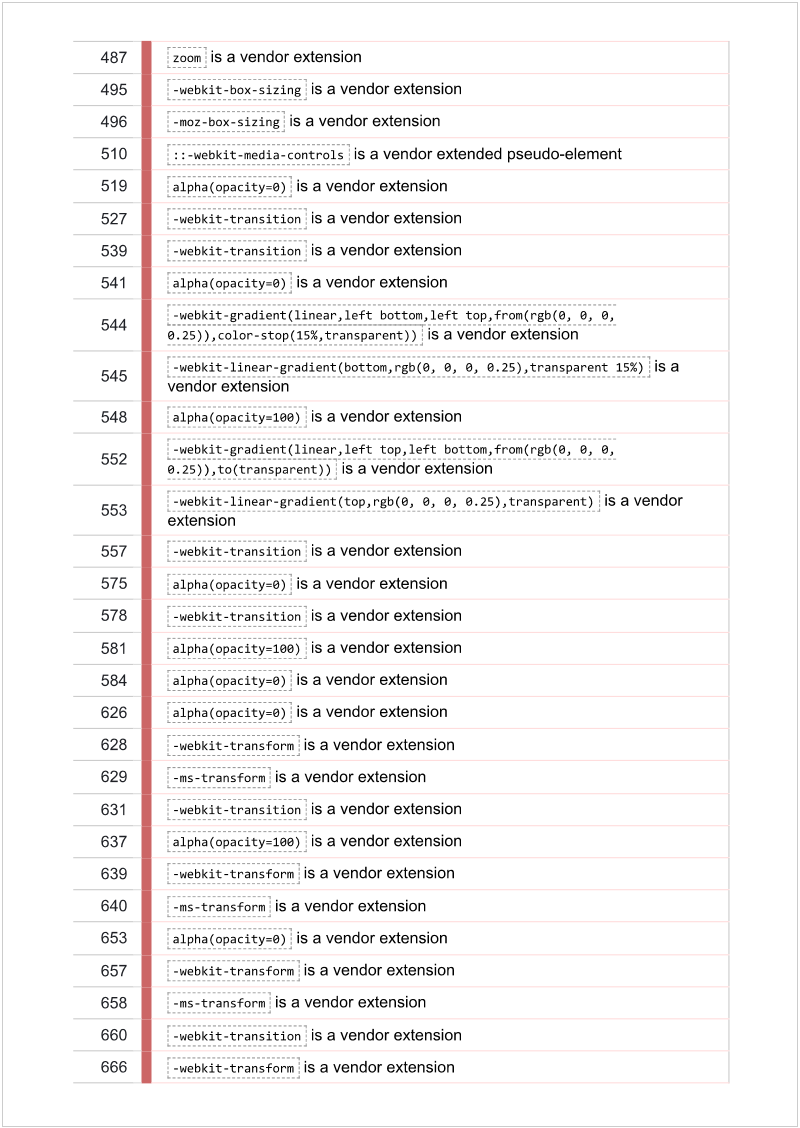 487 zoom is a vendor extension
495 -webkit-box-sizing is a vendor extension
496 -moz-box-sizing is a vendor extension
510 ::-webkit-media-controls is a vendor extended pseudo-element
519 alpha(opacity=0) is a vendor extension
527 -webkit-transition is a vendor extension
539 -webkit-transition is a vendor extension
541 alpha(opacity=0) is a vendor extension
544 -webkit-gradient(linear,left bottom,left top,from(rgb(0, 0, 0,
0.25)),color-stop(15%,transparent)) is a vendor extension
545 -webkit-linear-gradient(bottom,rgb(0, 0, 0, 0.25),transparent 15%) is a
vendor extension
548 alpha(opacity=100) is a vendor extension
552 -webkit-gradient(linear,left top,left bottom,from(rgb(0, 0, 0,
0.25)),to(transparent)) is a vendor extension
553 -webkit-linear-gradient(top,rgb(0, 0, 0, 0.25),transparent) is a vendor
extension
557 -webkit-transition is a vendor extension
575 alpha(opacity=0) is a vendor extension
578 -webkit-transition is a vendor extension
581 alpha(opacity=100) is a vendor extension
584 alpha(opacity=0) is a vendor extension
626 alpha(opacity=0) is a vendor extension
628 -webkit-transform is a vendor extension
629 -ms-transform is a vendor extension
631 -webkit-transition is a vendor extension
637 alpha(opacity=100) is a vendor extension
639 -webkit-transform is a vendor extension
640 -ms-transform is a vendor extension
653 alpha(opacity=0) is a vendor extension
657 -webkit-transform is a vendor extension
658 -ms-transform is a vendor extension
660 -webkit-transition is a vendor extension
666 -webkit-transform is a vendor extension